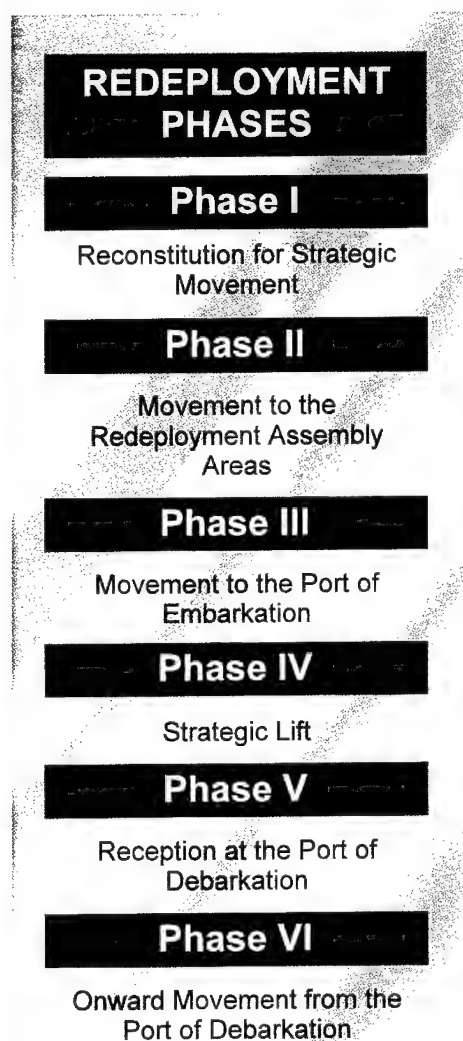 REDEPLOYMENT
PHASES
Phase I
Reconstitution for Strategic
Movement
Phase II
Movement to the
Redeployment Assembly
Areas
Phase III
Movement to the Port of
Embarkation
Phase IV
Strategic Lift
Phase V
Reception at the Port of
Debarkation
Phase VI
Onward Movement from the
Port of Debarkation